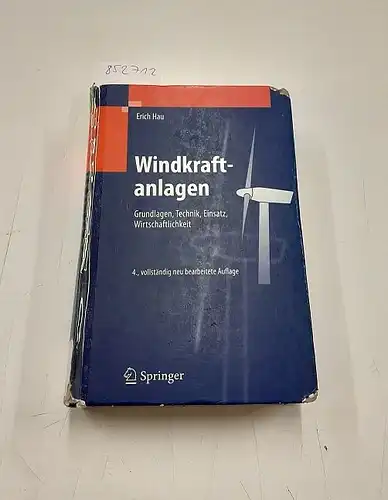 852712
Erich Hau
Windkraft-
anlagen
Grundlagen, Technik, Einsatz,
Wirtschaftlichkeit
4., vollständig neu bearbeitete Auflage
Springer